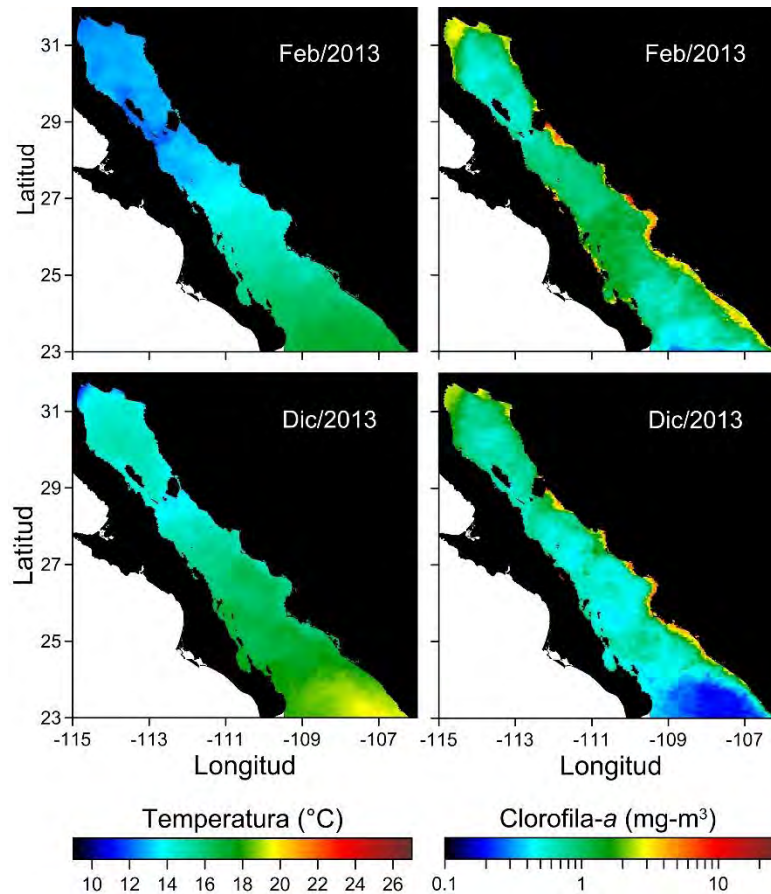 31
29
27
25
23
Latitud
Feb/2013
Feb/2013
31
29
27
25
23
Latitud
Dic/2013
Dic/2013
-115 -113 -111 -109 -107
Longitud
-115 -113 -111 -109 -107
Longitud
Temperatura (°C)
10 12 14 16 18 20 22 24 26
Clorofila-a (mg-m³)
0.1 1 10